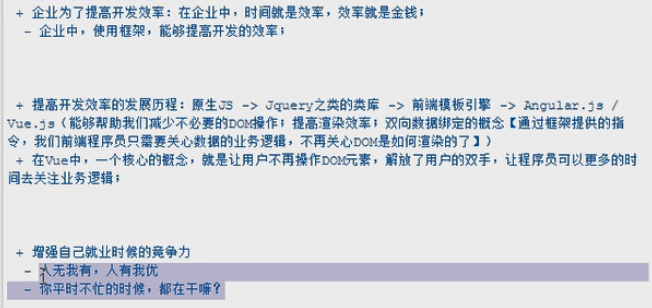 + 企业为了提高开发效率：在企业中，时间就是效率，效率就是金钱；
- 企业中，使用框架，能够提高开发的效率；
+ 提高开发效率的发展历程：原生JS -> Jquery之类的类库 -> 前端模板引擎 -> Angular.js /
Vue.js（能够帮助我们减少不必要的DOM操作；提高渲染效率；双向数据绑定的概念【通过框架提供的指
令，我们前端程序员只需要关心数据的业务逻辑，不再关心DOM是如何渲染的了】）
+ 在Vue中，一个核心的概念，就是让用户不再操作DOM元素，解放了用户的双手，让程序员可以更多的时
间去关注业务逻辑；
+ 增强自己就业时候的竞争力
- 人无我有，人有我优
- 你平时不忙的时候，都在干嘛？